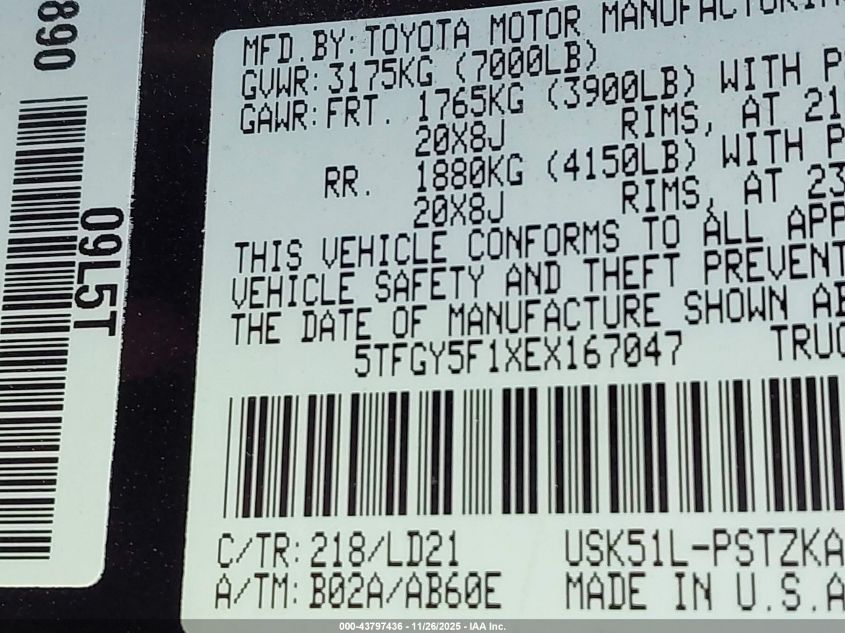 890
09L5T
MFD.BY: TOYOTA MOTOR MANUFACTURIN
GVWR: 3175KG (7000LB)
GAWR: FRT. 1765KG (3900LB) WITH P
20X8J RIMS, AT 21
RR. 1880KG (4150LB) WITH P
20X8J RIMS, AT 23
THIS VEHICLE CONFORMS TO ALL APP
VEHICLE SAFETY AND THEFT PREVENT
THE DATE OF MANUFACTURE SHOWN AB
5TFGY5F1XEX167047 TRUC
C/TR: 218/LD21 USK51L-PSTZKA
A/TM: B02A/AB60E MADE IN U.S.A
000-43797436 - 11/26/2025 - IAA Inc.